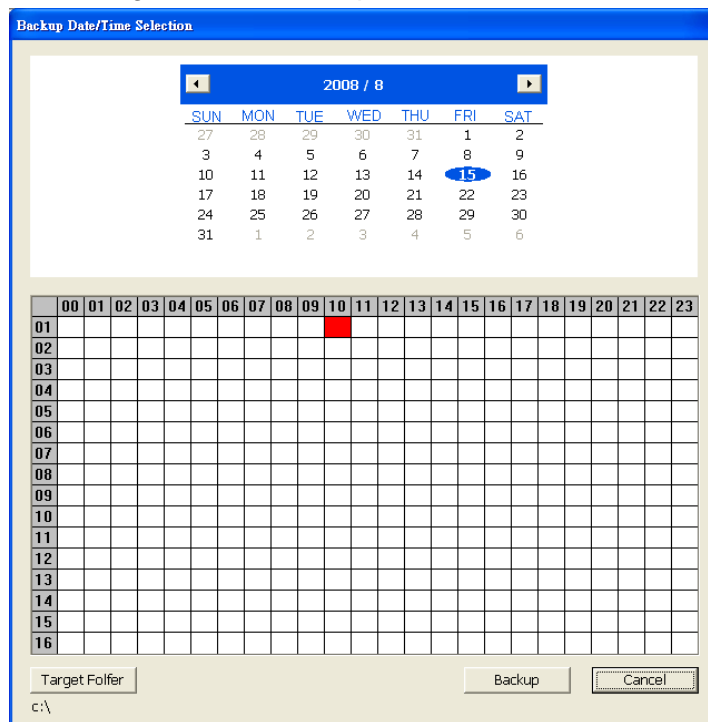 Backup Date/Time Selection
2008 / 8
SUN MON TUE WED THU FRI SAT
27 28 29 30 31 1 2
3 4 5 6 7 8 9
10 11 12 13 14 15 16
17 18 19 20 21 22 23
24 25 26 27 28 29 30
31 1 2 3 4 5 6
00 01 02 03 04 05 06 07 08 09 10 11 12 13 14 15 16 17 18 19 20 21 22 23
01
02
03
04
05
06
07
08
09
10
11
12
13
14
15
16
Target Folfer Backup Cancel
c:\